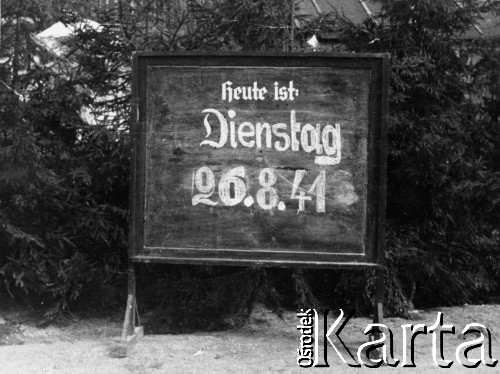 Heute ist:
Dienstag
26.8.41
Ośrodek
Karta